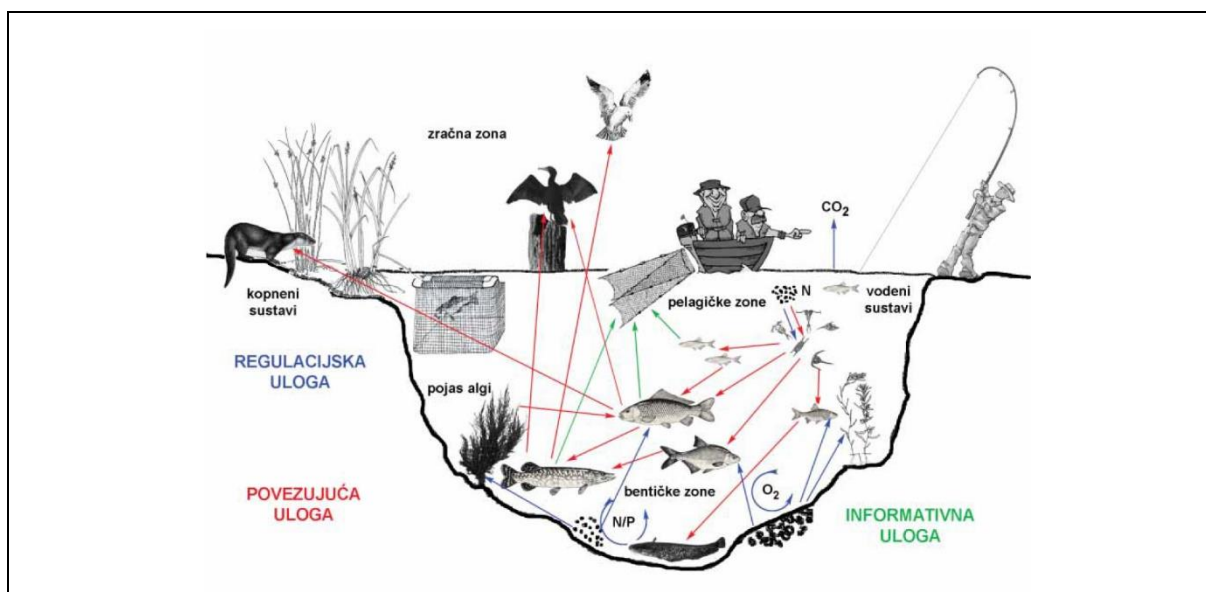 zračna zona
CO2
kopneni
sustavi
pelagičke zone
N
vodeni
sustavi
REGULACIJSKA
ULOGA
pojas algi
POVEZUJUĆA
ULOGA
bentičke zone
O2
N/P
INFORMATIVNA
ULOGA